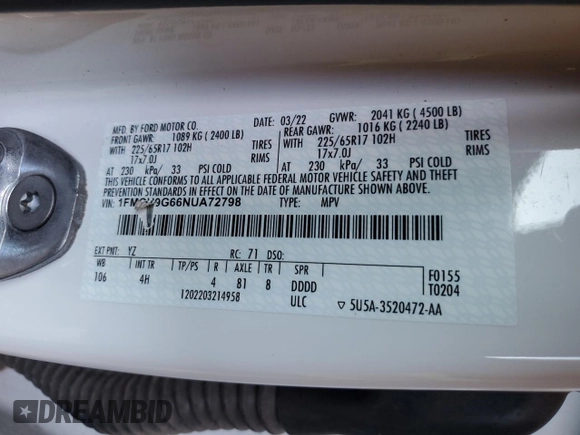 MFD. BY FORD MOTOR CO.
DATE: 03/22 GVWR: 2041 KG ( 4500 LB)
FRONT GAWR: 1089 KG ( 2400 LB) REAR GAWR: 1016 KG ( 2240 LB)
WITH 225/65R17 102H TIRES WITH 225/65R17 102H TIRES
17x7.0J RIMS 17x7.0J RIMS
AT 230 kPa/ 33 PSI COLD AT 230 kPa/ 33 PSI COLD
THIS VEHICLE CONFORMS TO ALL APPLICABLE FEDERAL MOTOR VEHICLE SAFETY AND THEFT
PREVENTION STANDARDS IN EFFECT ON THE DATE OF MANUFACTURE SHOWN ABOVE.
VIN: TYPE: MPV
EXT PNT: YZ RC: 71 DSO:
WB INT TR TP/PS R AXLE TR SPR
106 4H 4 81 8 DDDD
F0155
T0204
1202203214958 ULC
▽ 5U5A-3520472-AA
DREAMBID